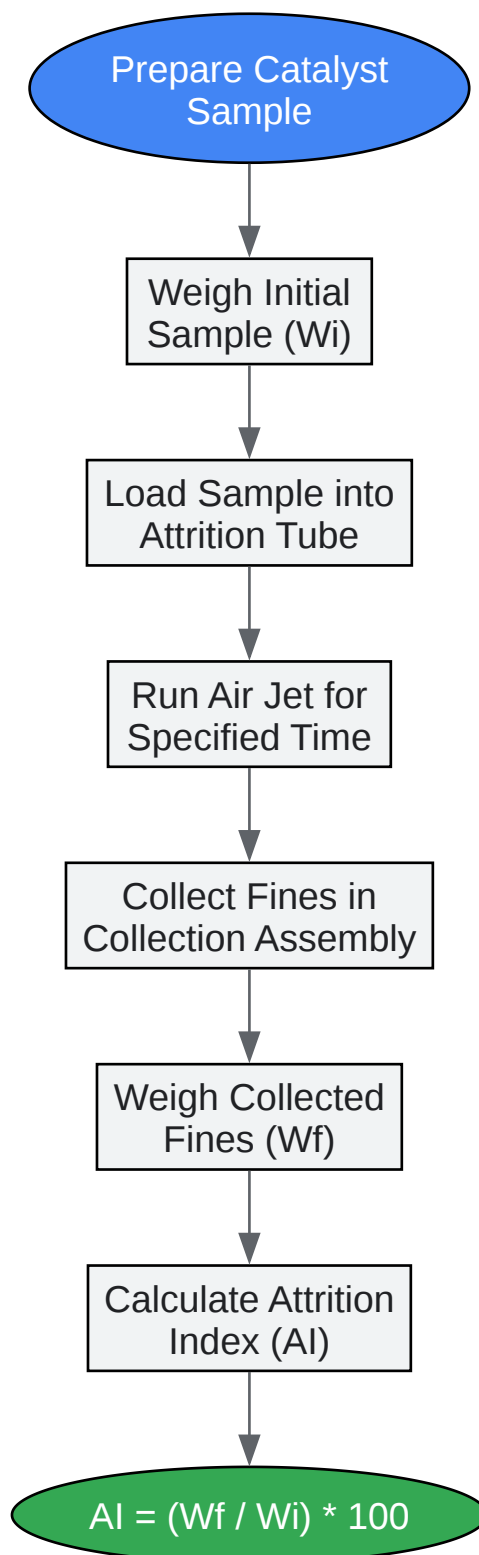 Prepare Catalyst
Sample
Weigh Initial
Sample (Wi)
Load Sample into
Attrition Tube
Run Air Jet for
Specified Time
Collect Fines in
Collection Assembly
Weigh Collected
Fines (Wf)
Calculate Attrition
Index (AI)
AI = (Wf / Wi) * 100